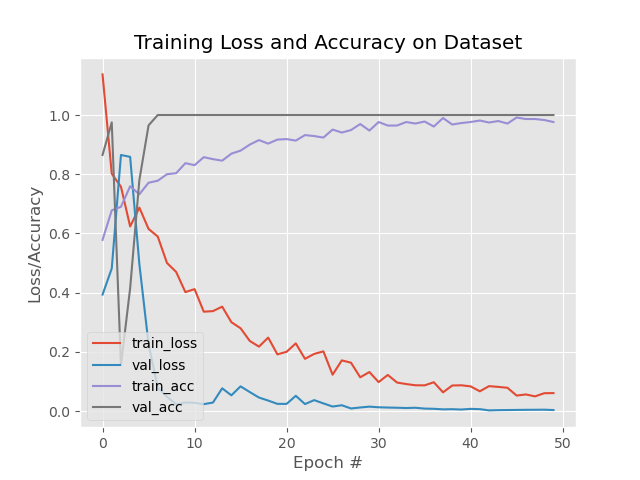 Training Loss and Accuracy on Dataset
Loss/Accuracy
1.0
0.8
0.6
0.4
0.2
0.0
train_loss
val_loss
train_acc
val_acc
0 10 20 30 40 50
Epoch #